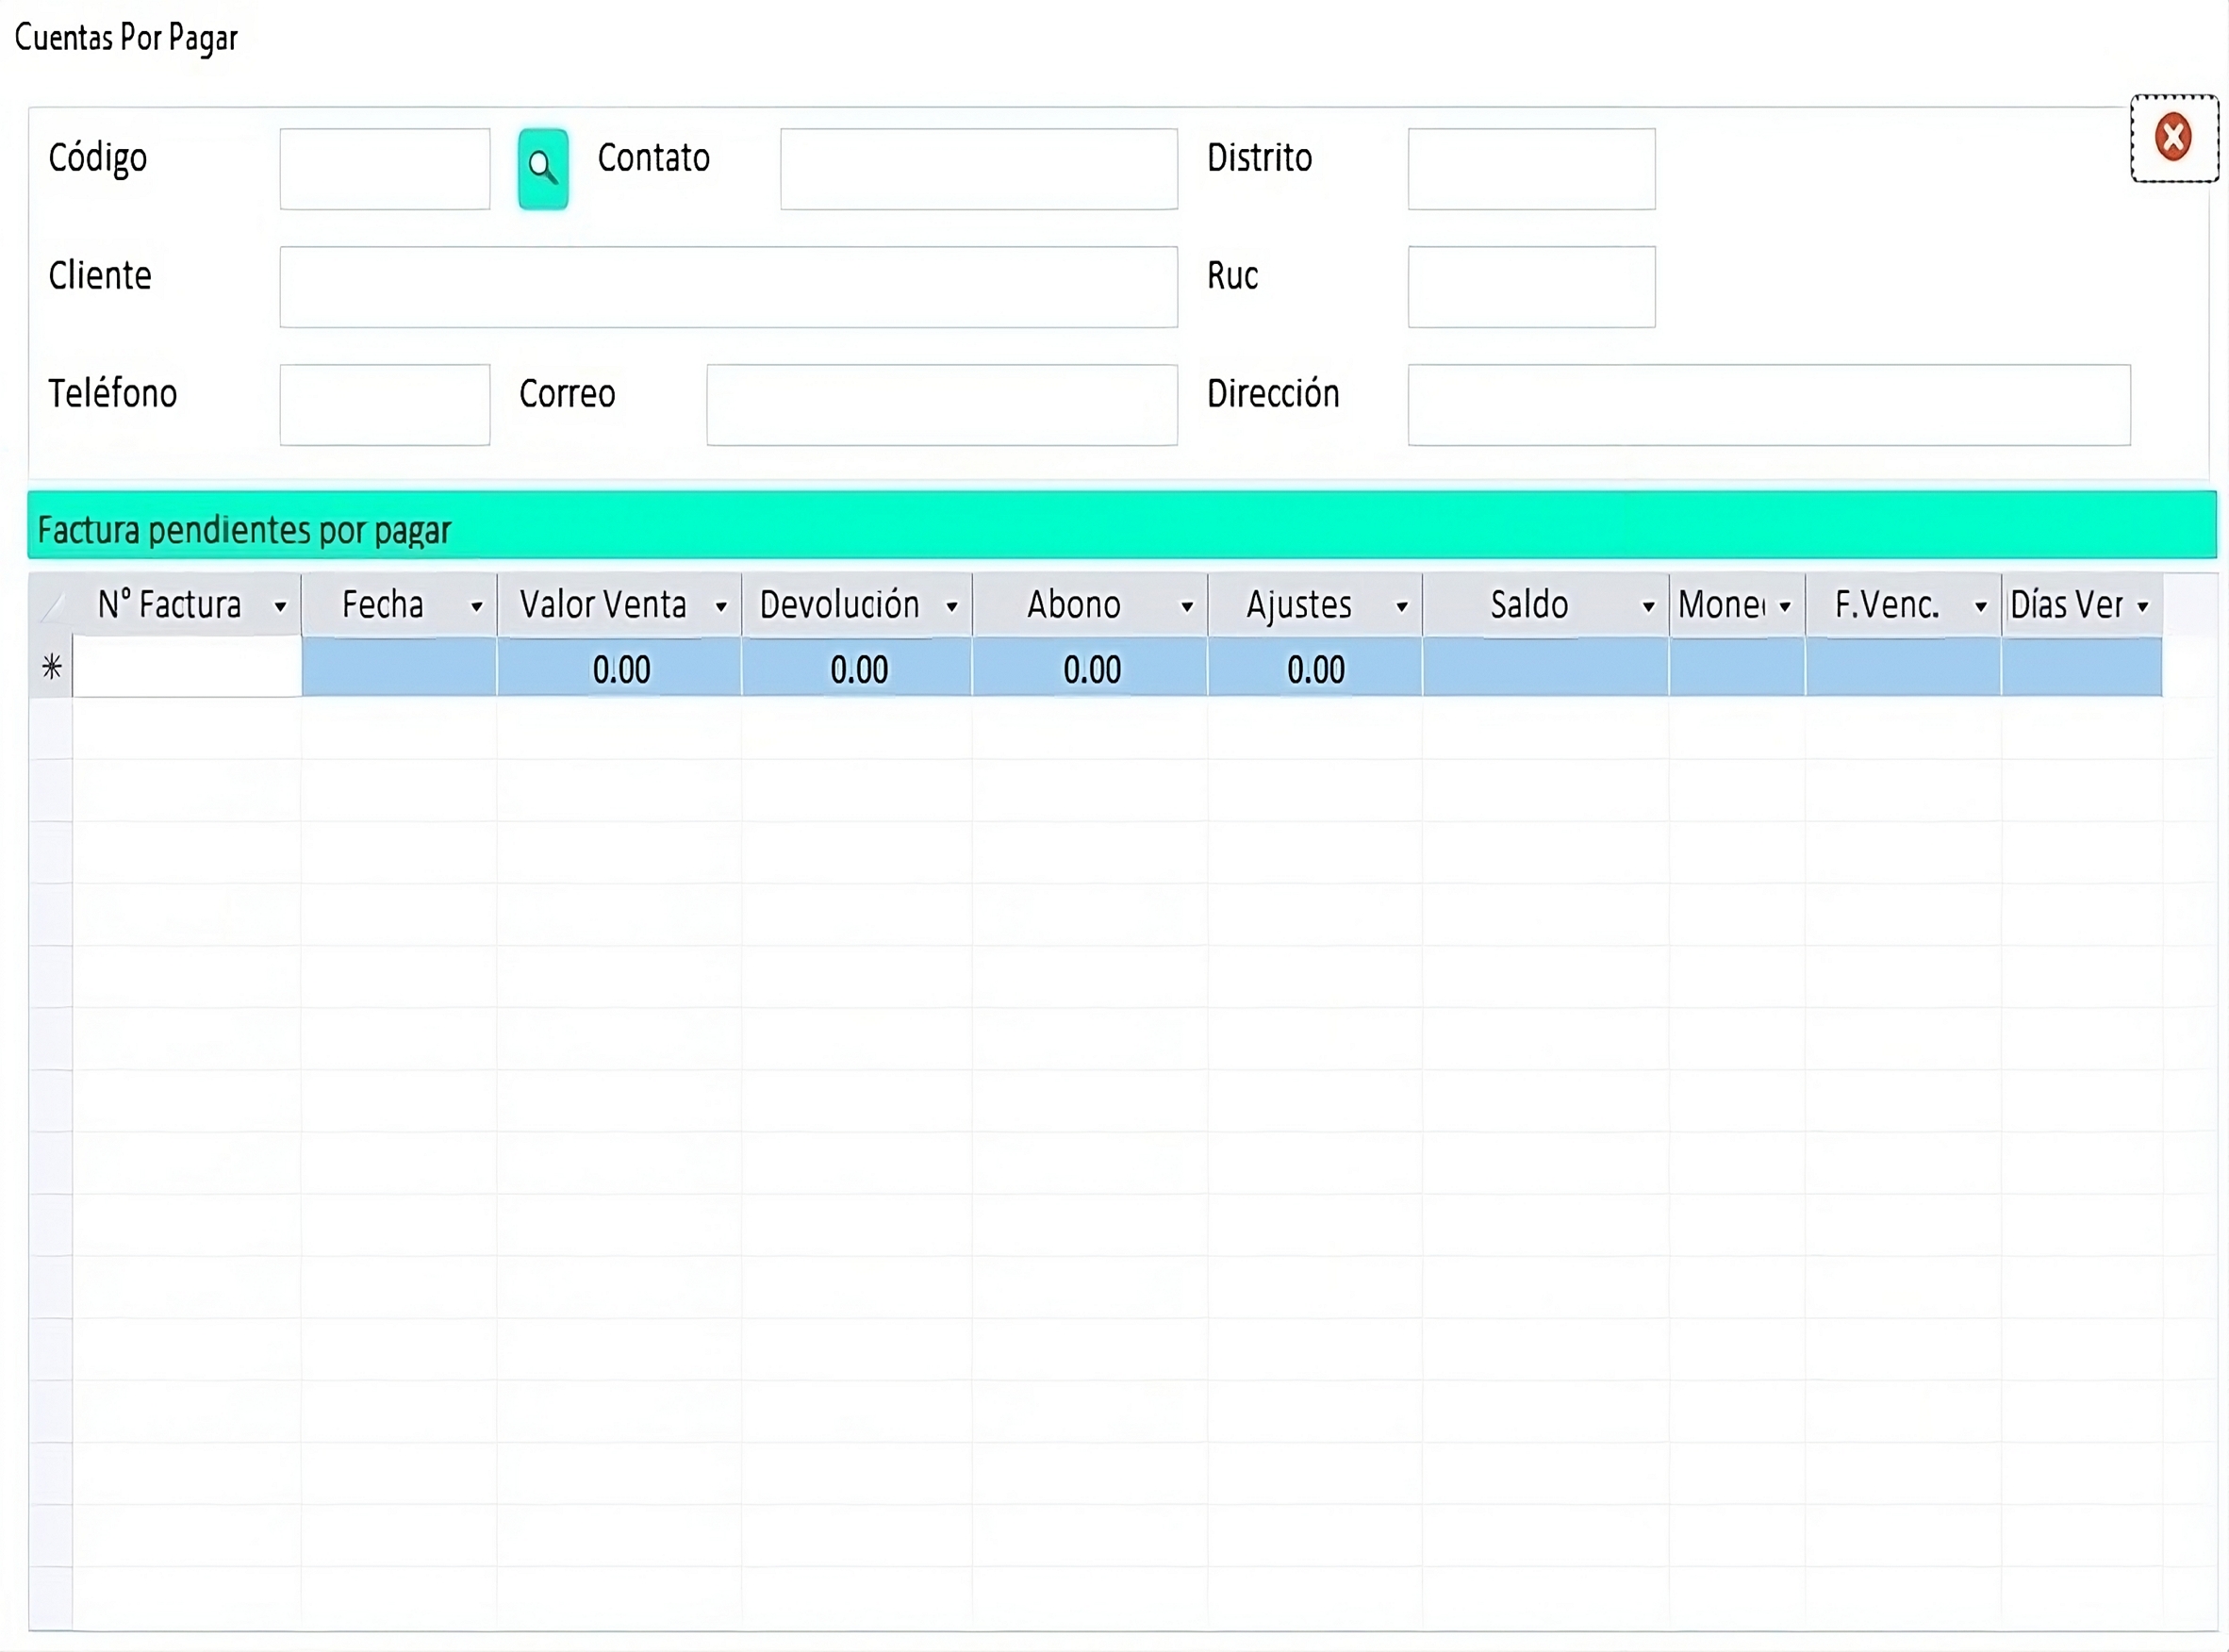 Cuentas Por Pagar
Código Contato Distrito
Cliente Ruc
Teléfono Correo Dirección
Factura pendientes por pagar
N° Factura Fecha Valor Venta Devolución Abono Ajustes Saldo Mone F.Venc. Días Ver
0.00 0.00 0.00 0.00